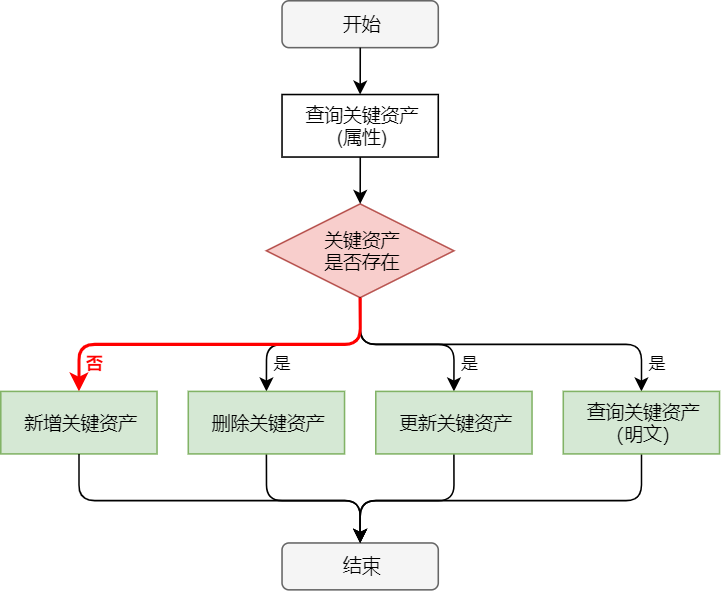 开始
查询关键资产
(属性)
关键资产
是否存在
否
是
是
是
新增关键资产
删除关键资产
更新关键资产
查询关键资产
(明文)
结束